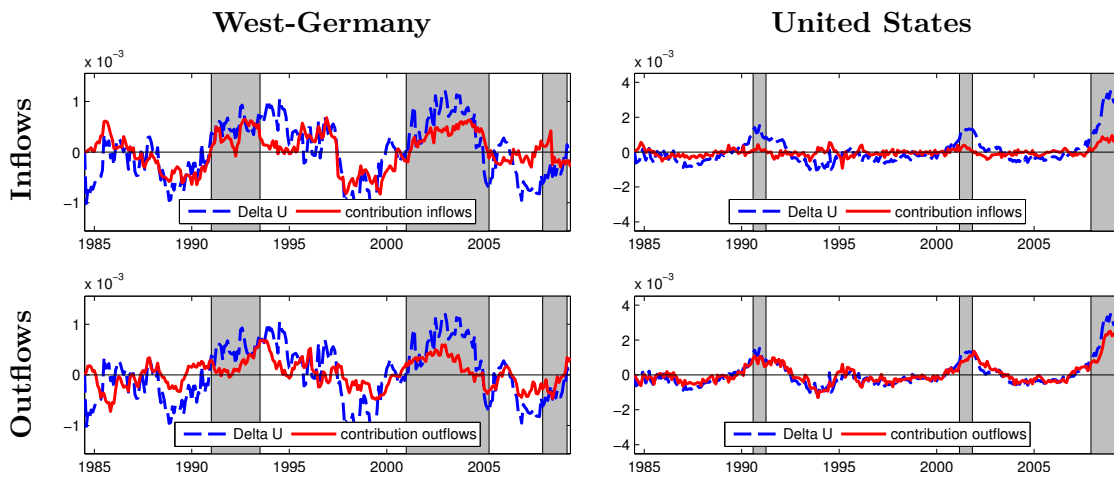 West-Germany
United States
Inflows
x 10⁻³
1
0
−1
Delta U
contribution inflows
1985
1990
1995
2000
2005
x 10⁻³
4
2
0
−2
−4
Delta U
contribution inflows
1985
1990
1995
2000
2005
Outflows
x 10⁻³
1
0
−1
Delta U
contribution outflows
1985
1990
1995
2000
2005
x 10⁻³
4
2
0
−2
−4
Delta U
contribution outflows
1985
1990
1995
2000
2005